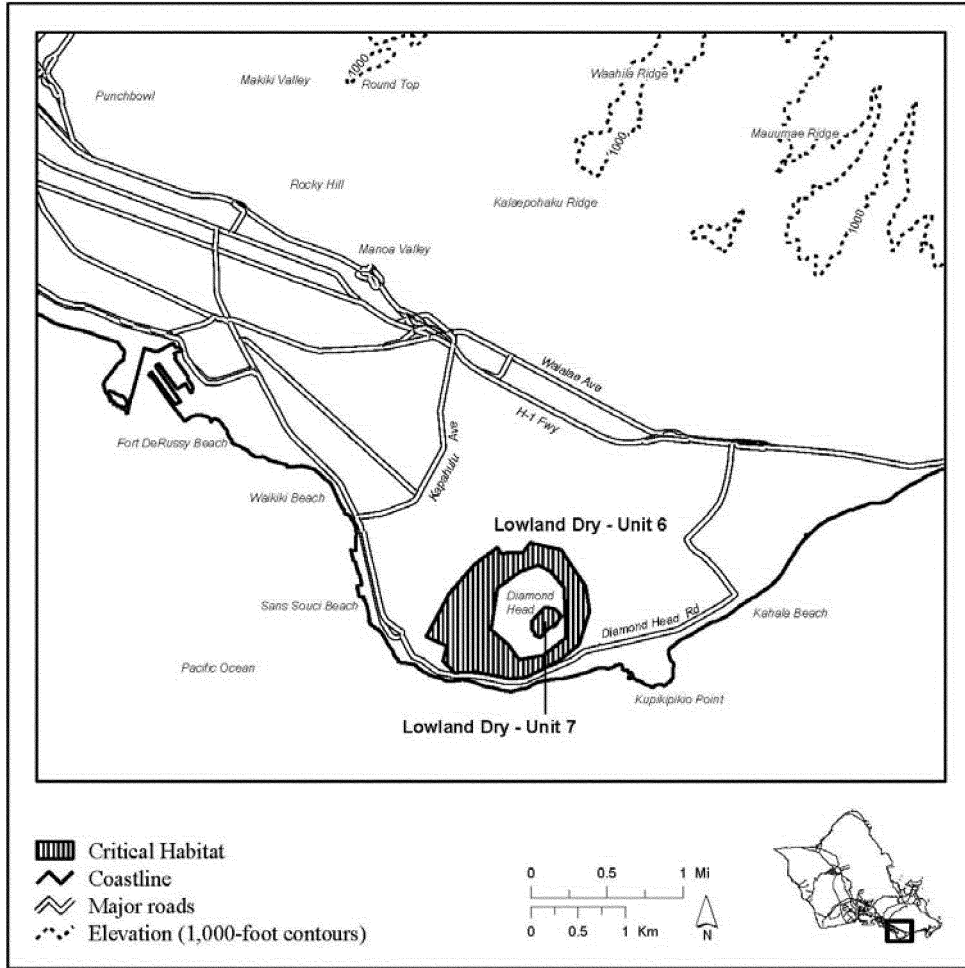 1000
Makiki Valley
Round Top
Waahila Ridge
Punchbowl
1000
Mauumae Ridge
Rocky Hill
Kalaepohaku Ridge
1000
Manoa Valley
Waialae Ave
H-1 Fwy
Fort DeRussy Beach
Kapahulu Ave
Waikiki Beach
Lowland Dry - Unit 6
Diamond
Head
Sans Souci Beach
Diamond Head Rd
Kahala Beach
Pacific Ocean
Kupikipikio Point
Lowland Dry - Unit 7
Critical Habitat
Coastline
Major roads
Elevation (1,000-foot contours)
0 0.5 1 Mi
0 0.5 1 Km
N